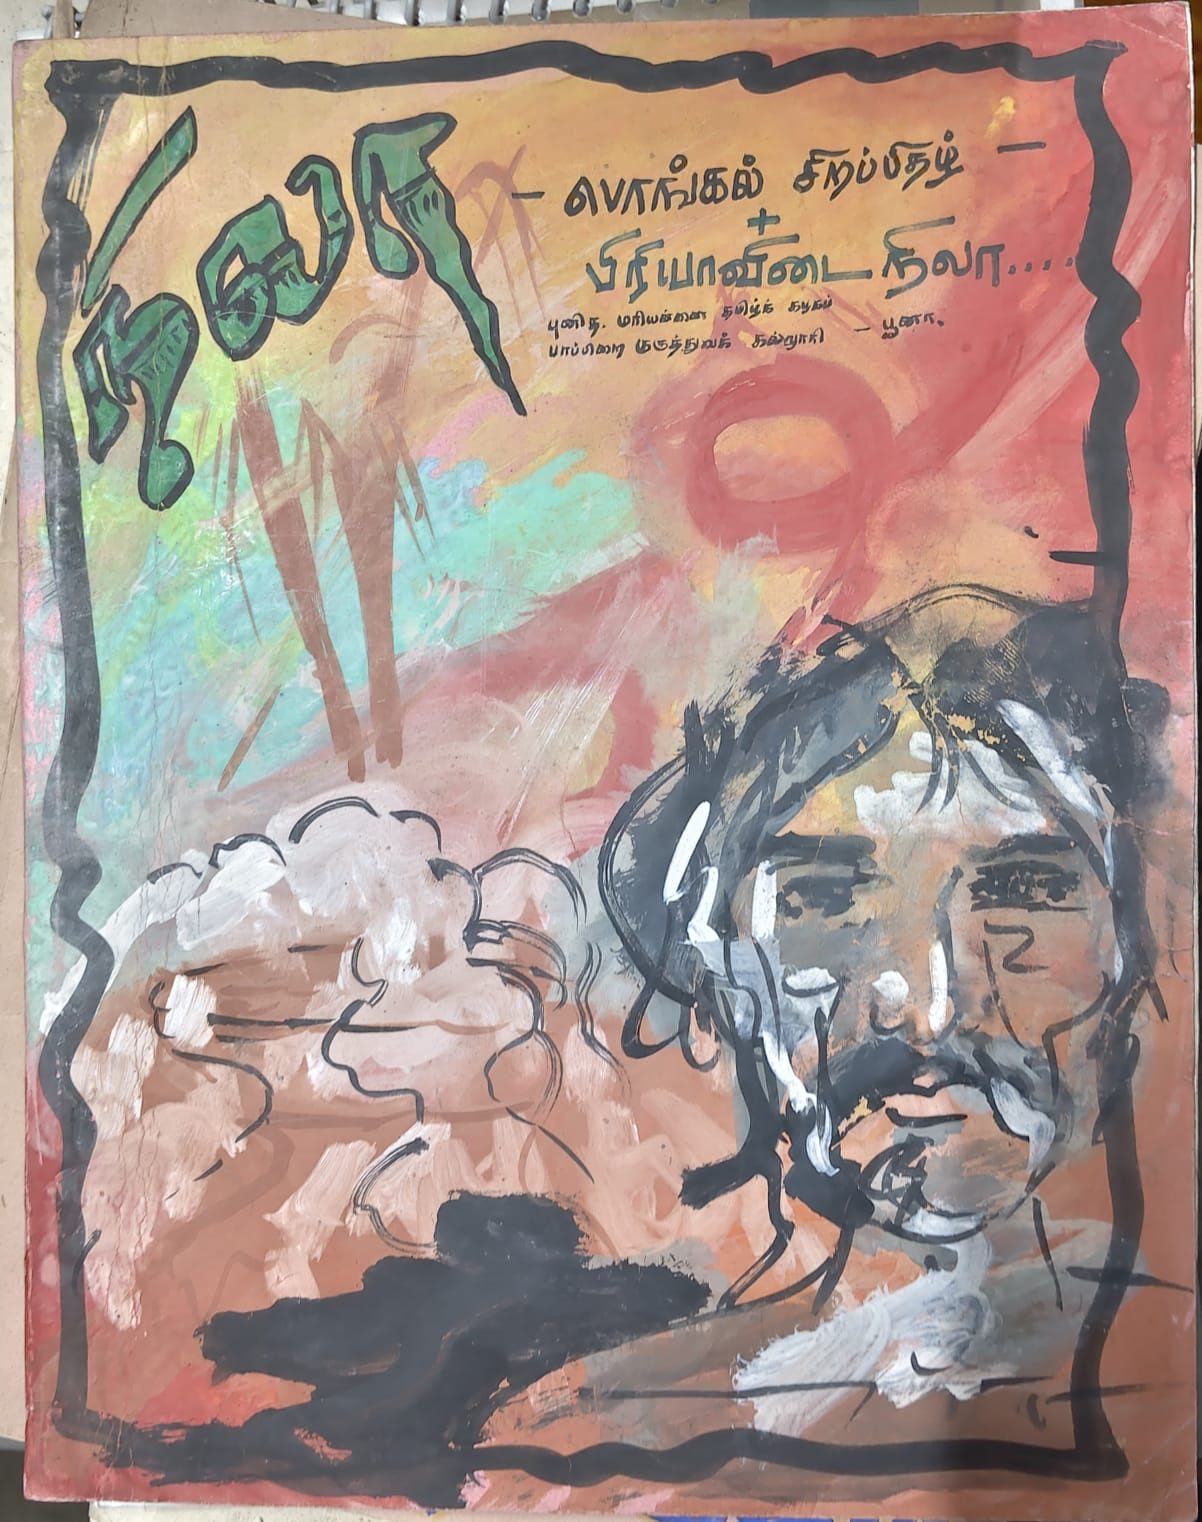 நிலா
– பொங்கல் சிறப்பிதழ் –
+
பிரியாவிடை நிலா....
புனித. மரியன்னை தமிழ்க் கழகம்
பாப்பிறை குருத்துவக் கல்லூரி – பூனா.